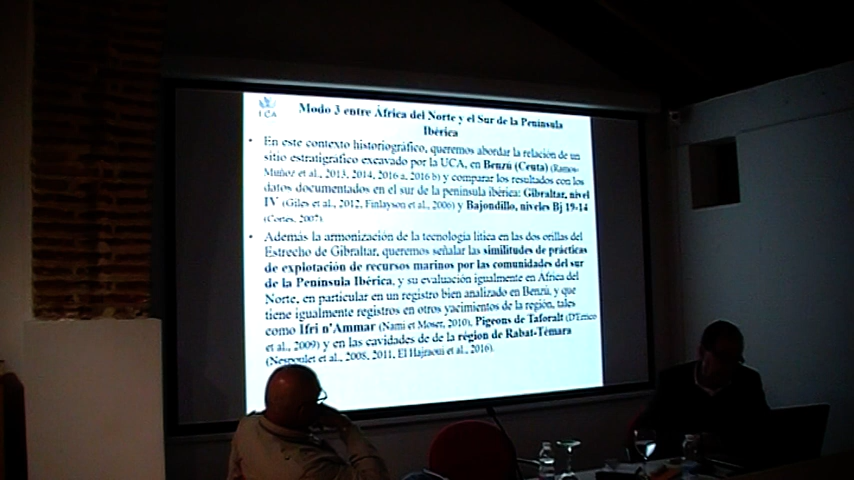 UCA
Modo 3 entre África del Norte y el Sur de la Península
Ibérica
• En este contexto historiográfico, queremos abordar la relación de un
sitio estratigráfico excavado por la UCA, en Benzú (Ceuta) (Ramos-
Muñoz et al., 2013, 2014, 2016 a, 2016 b) y comparar los resultados con los
datos documentados en el sur de la península ibérica: Gibraltar, nivel
IV (Giles et al., 2012, Finlayson et al., 2006) y Bajondillo, niveles Bj 19-14
(Cortés, 2007).
• Además la armonización de la tecnología lítica en las dos orillas del
Estrecho de Gibraltar, queremos señalar las similitudes de prácticas
de explotación de recursos marinos por las comunidades del sur
de la Península Ibérica, y su evaluación igualmente en África del
Norte, en particular en un registro bien analizado en Benzú, y que
tiene igualmente registros en otros yacimientos de la región, tales
como Ifri n'Ammar (Nami et Moser, 2010), Pigeons de Taforalt (D'Errico
et al., 2009) y en las cavidades de de la región de Rabat-Témara
(Nespoulet et al., 2008, 2011, El Hajraoui et al., 2016).